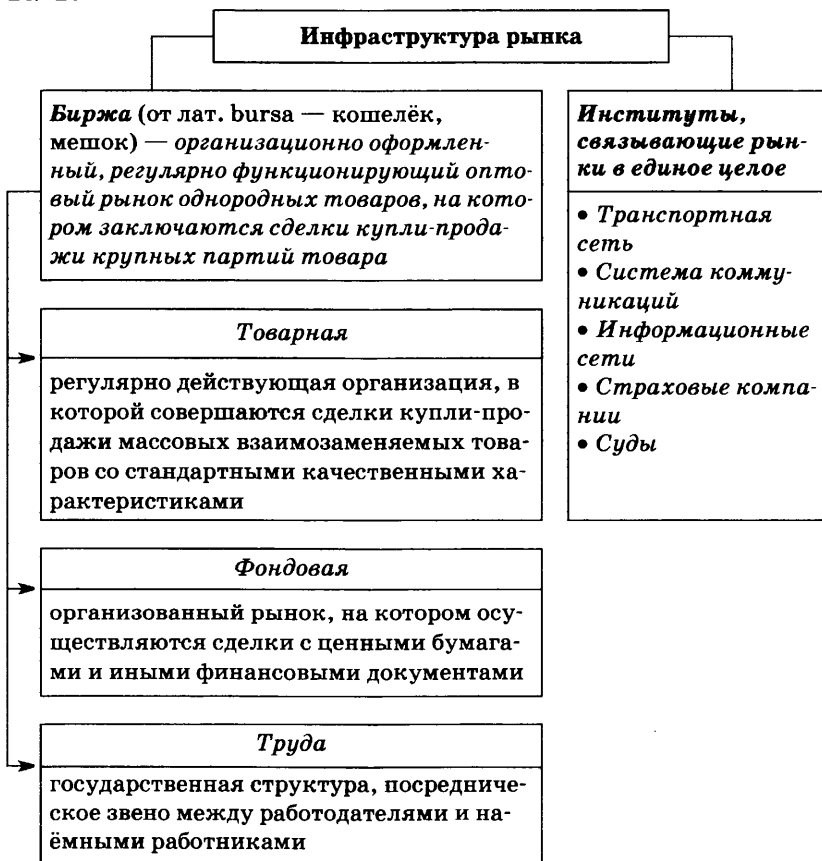 Инфраструктура рынка
Биржа (от лат. bursa — кошелёк,
мешок) — организационно оформлен-
ный, регулярно функционирующий опто-
вый рынок однородных товаров, на кото-
ром заключаются сделки купли-прода-
жи крупных партий товара
Институты,
связывающие рын-
ки в единое целое
• Транспортная
сеть
• Система комму-
никаций
• Информационные
сети
• Страховые компа-
нии
• Суды
Товарная
регулярно действующая организация, в
которой совершаются сделки купли-про-
дажи массовых взаимозаменяемых това-
ров со стандартными качественными ха-
рактеристиками
Фондовая
организованный рынок, на котором осу-
ществляются сделки с ценными бумага-
ми и иными финансовыми документами
Труда
государственная структура, посредниче-
ское звено между работодателями и на-
ёмными работниками